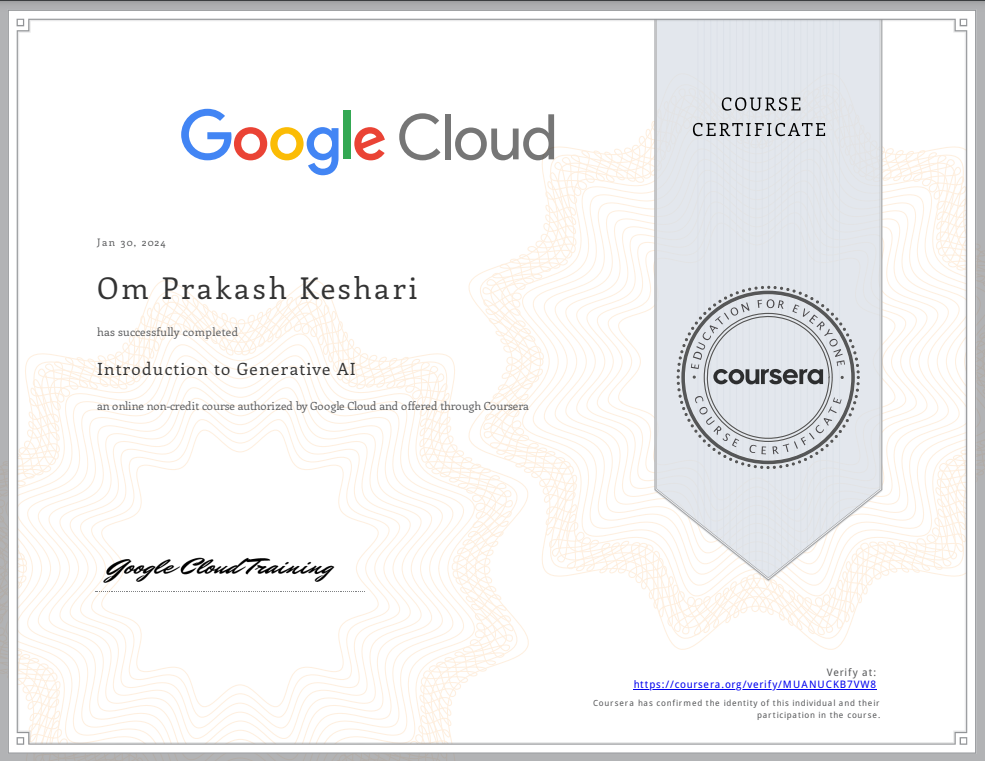 Google Cloud
COURSE
CERTIFICATE
Jan 30, 2024
Om Prakash Keshari
has successfully completed
Introduction to Generative AI
an online non-credit course authorized by Google Cloud and offered through Coursera
EDUCATION FOR EVERYONE
coursera
COURSE CERTIFICATE
Google Cloud Training
Verify at:
https://coursera.org/verify/MUANUCKB7VW8
Coursera has confirmed the identity of this individual and their
participation in the course.